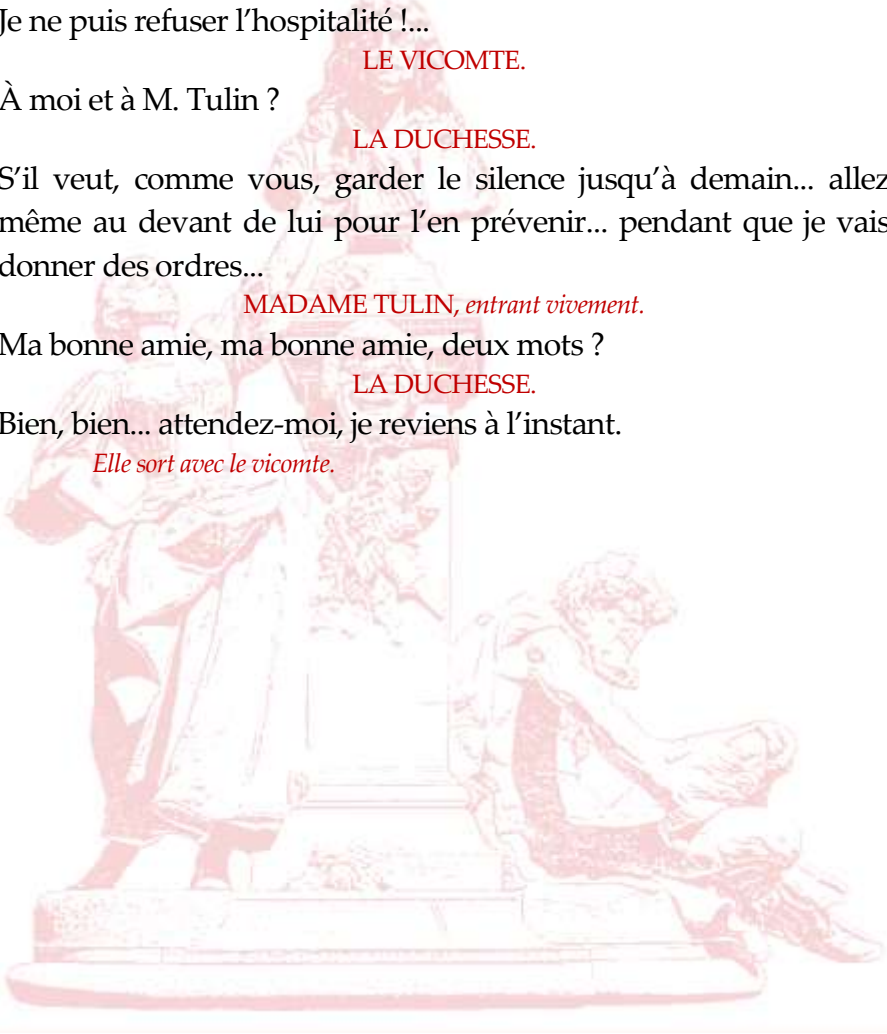 Je ne puis refuser l’hospitalité !...
LE VICOMTE.
À moi et à M. Tulin ?
LA DUCHESSE.
S’il veut, comme vous, garder le silence jusqu’à demain... allez
même au devant de lui pour l’en prévenir... pendant que je vais
donner des ordres...
MADAME TULIN, entrant vivement.
Ma bonne amie, ma bonne amie, deux mots ?
LA DUCHESSE.
Bien, bien... attendez-moi, je reviens à l’instant.
Elle sort avec le vicomte.